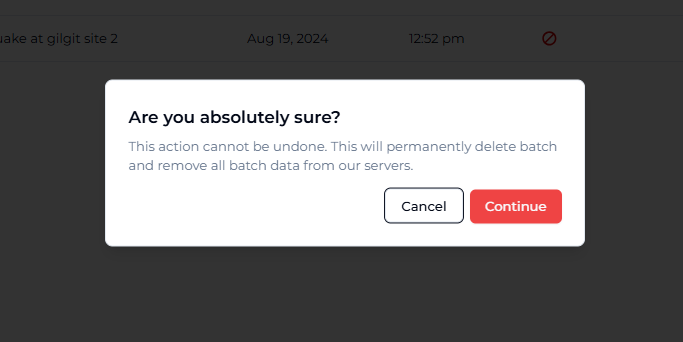 uake at gilgit site 2 Aug 19, 2024 12:52 pm
Are you absolutely sure?
This action cannot be undone. This will permanently delete batch
and remove all batch data from our servers.
Cancel Continue